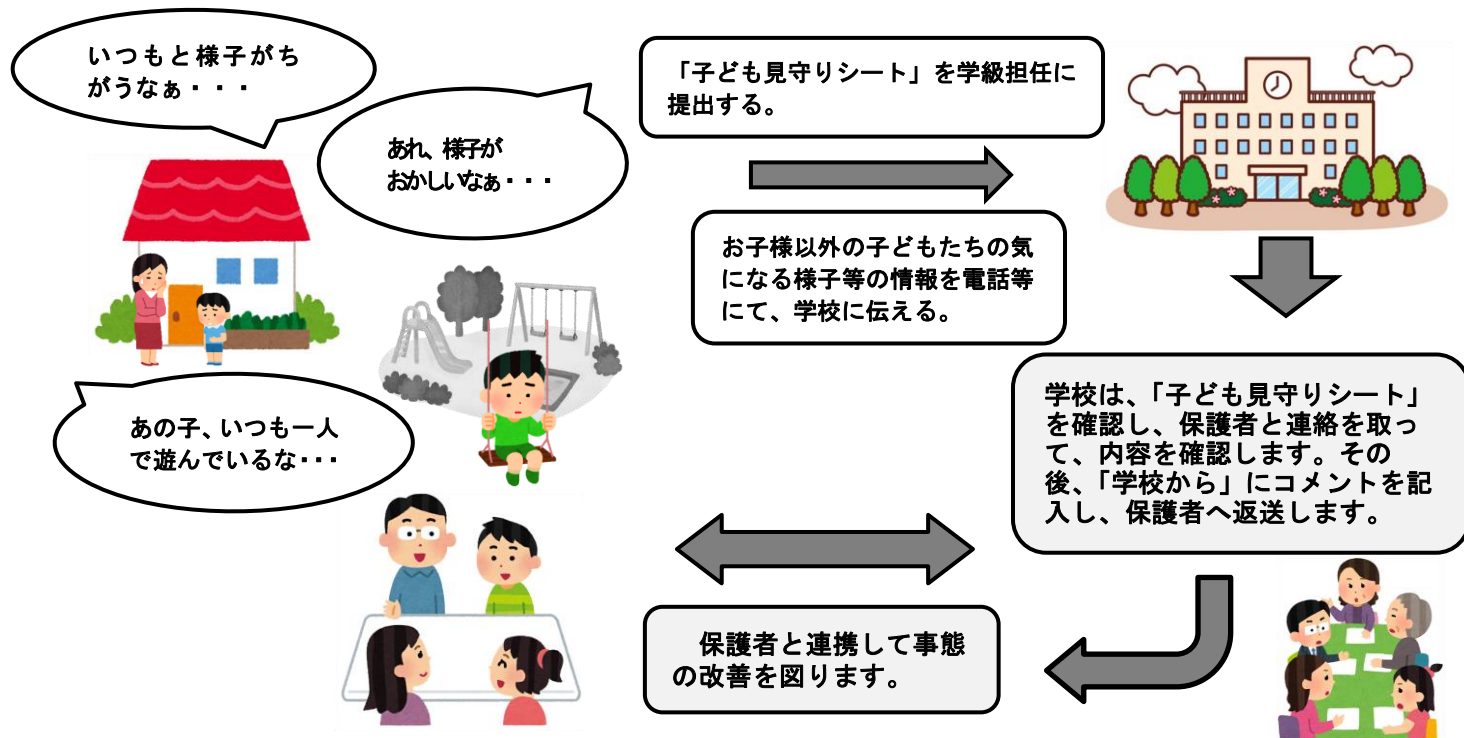 いつもと様子がち
がうなぁ・・・
あれ、様子が
おかしいなぁ・・・
あの子、いつも一人
で遊んでいるな・・・
「子ども見守りシート」を学級担任に
提出する。
お子様以外の子どもたちの気
になる様子等の情報を電話等
にて、学校に伝える。
学校は、「子ども見守りシート」
を確認し、保護者と連絡を取っ
て、内容を確認します。その
後、「学校から」にコメントを記
入し、保護者へ返送します。
保護者と連携して事態
の改善を図ります。